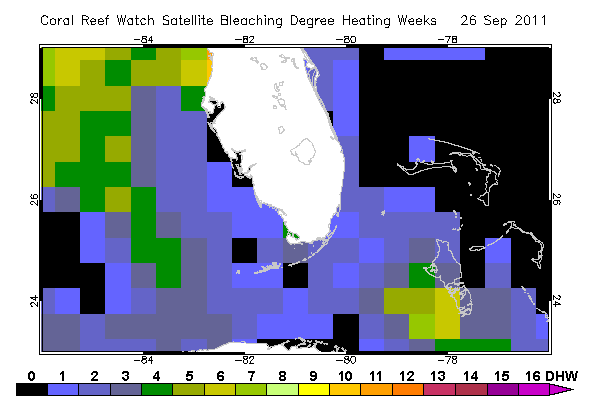 Coral Reef Watch Satellite Bleaching Degree Heating Weeks 26 Sep 2011
-84 -82 -80 -78
28 28
26 26
24 24
-84 -82 -80 -78
0 1 2 3 4 5 6 7 8 9 10 11 12 13 14 15 16 DHW